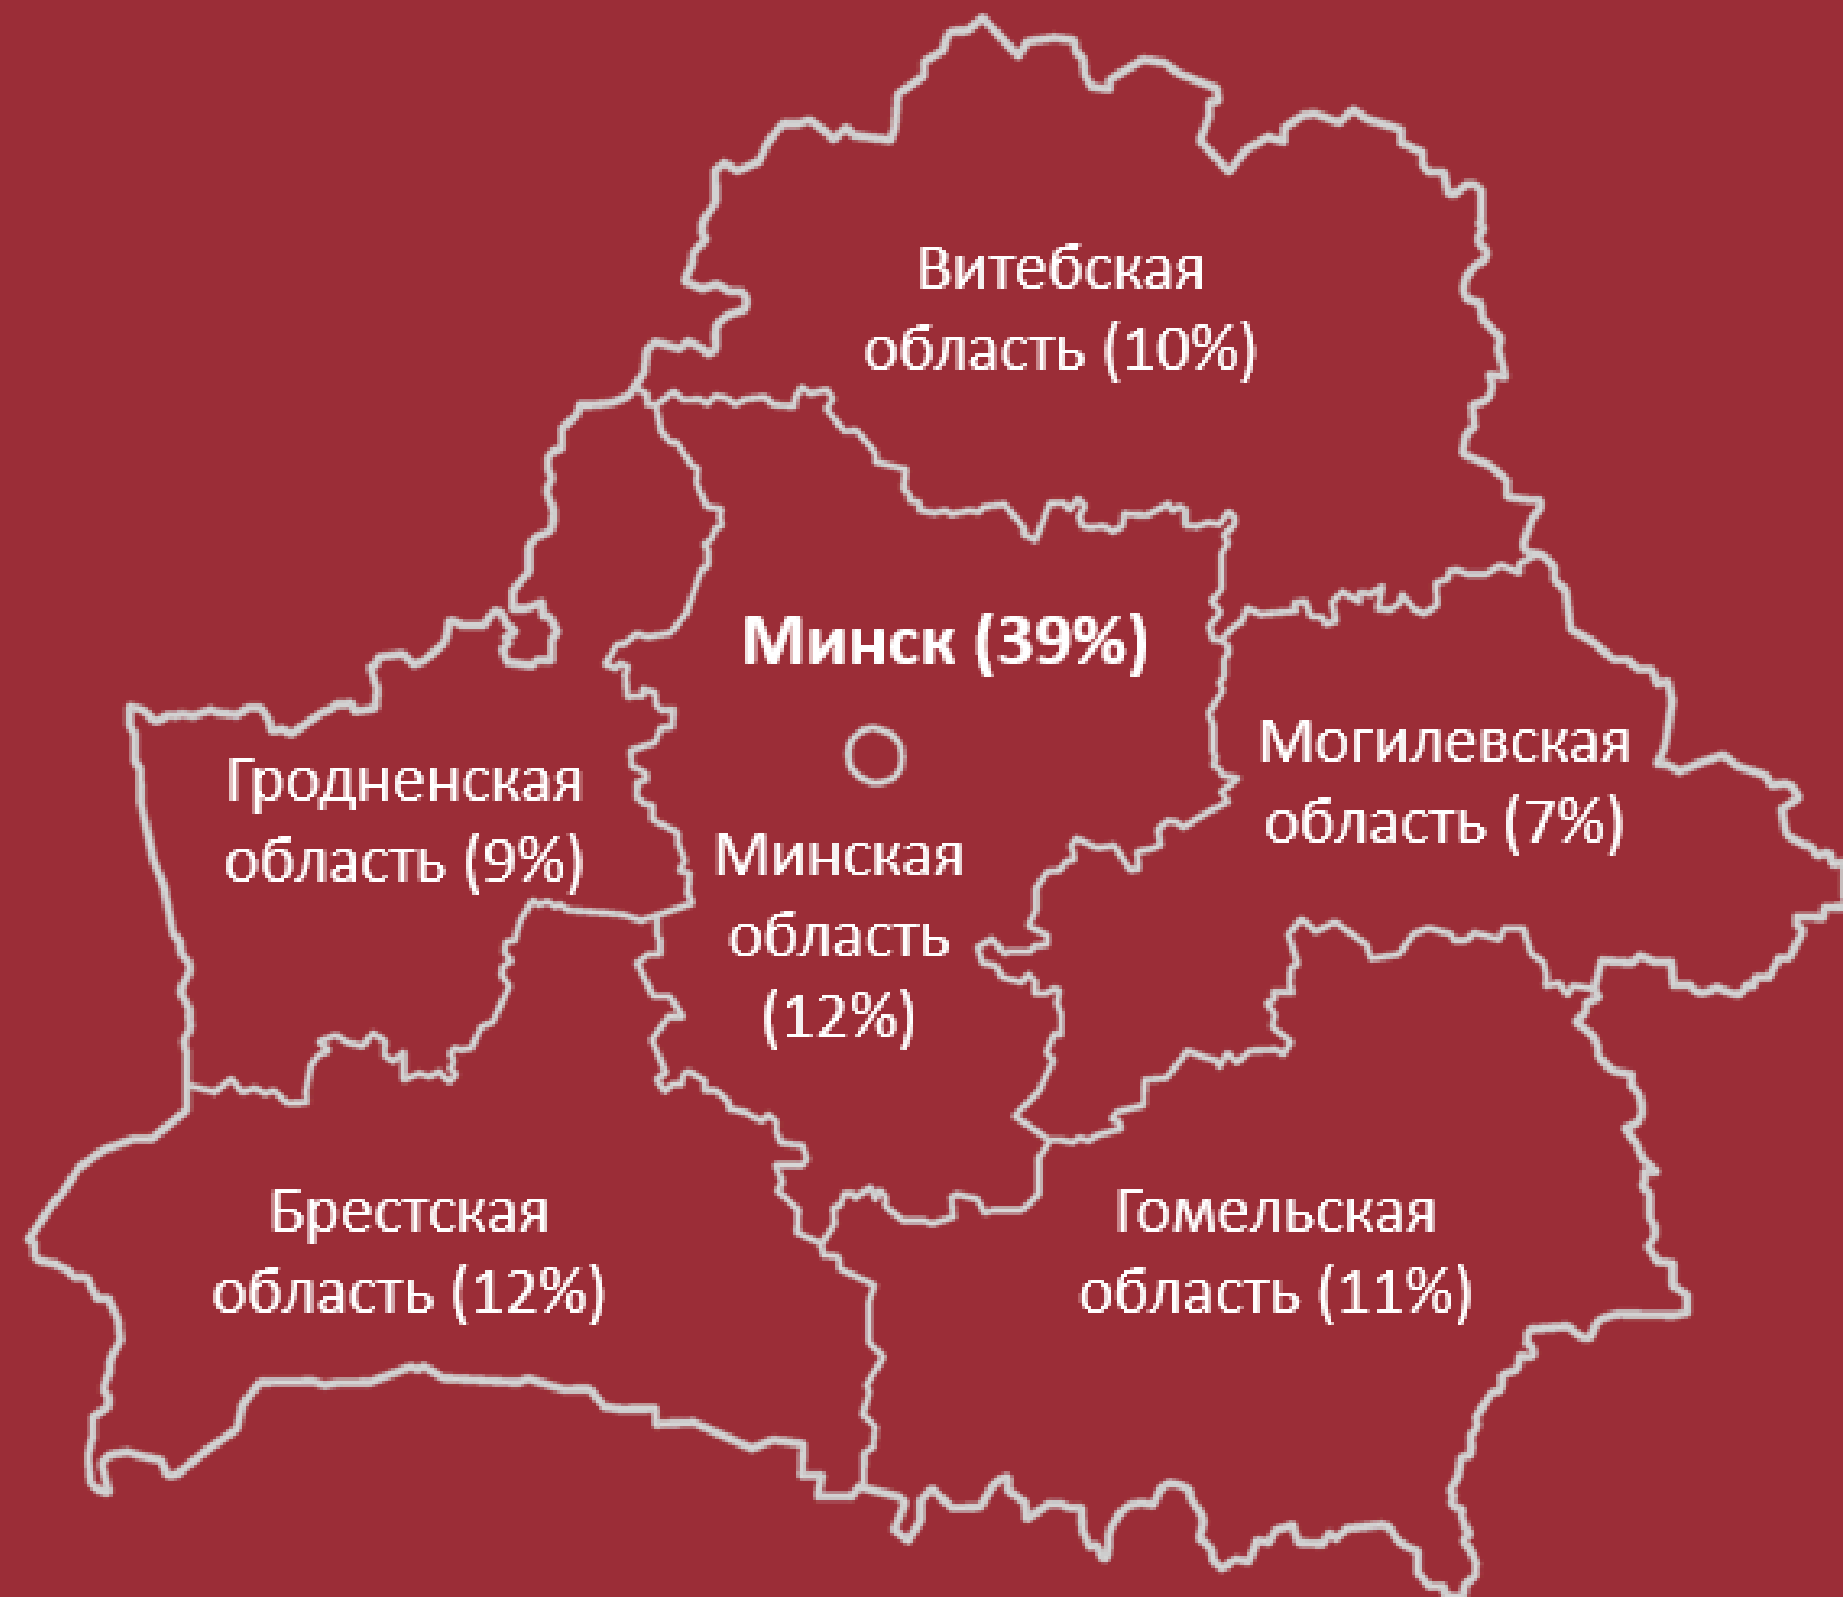 Витебская
область (10%)
Минск (39%)
Могилевская
область (7%)
Гродненская
область (9%)
Минская
область
(12%)
Брестская
область (12%)
Гомельская
область (11%)